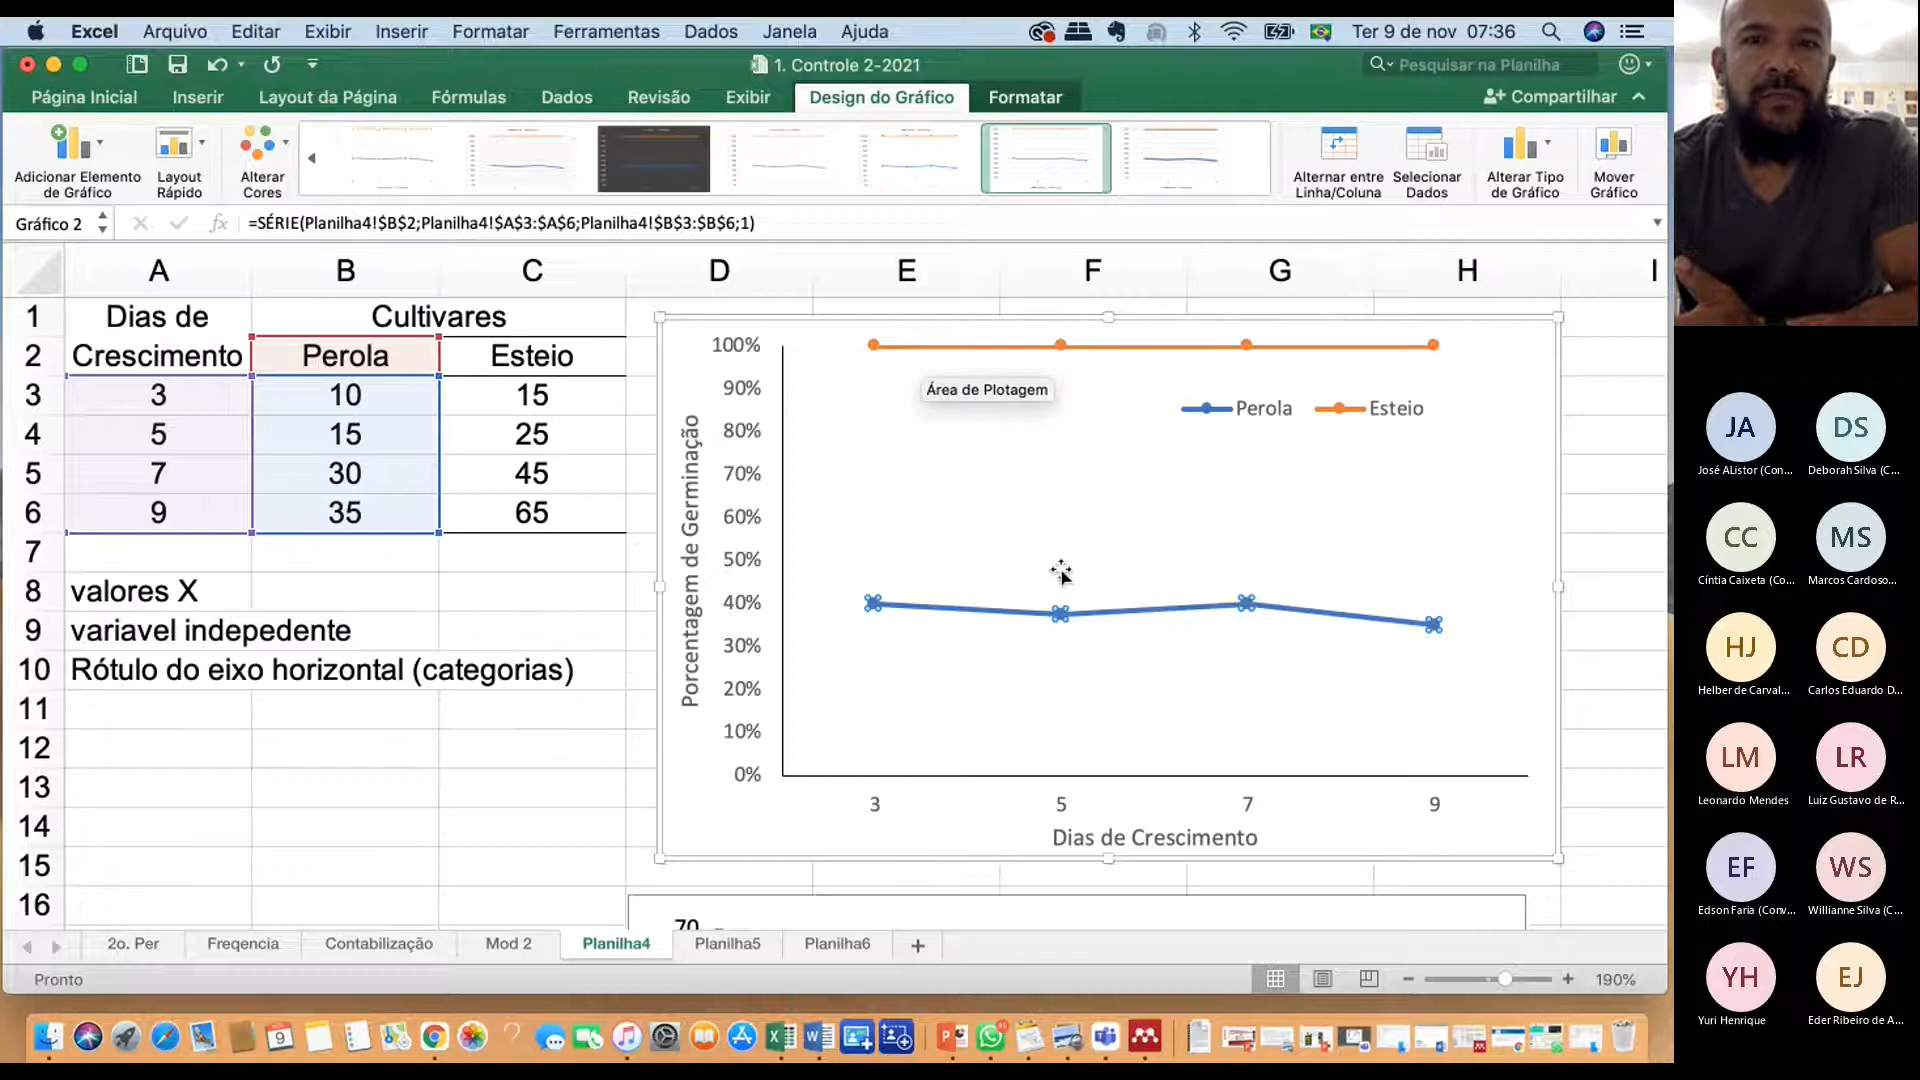 Excel Arquivo Editar Exibir Inserir Formatar Ferramentas Dados Janela Ajuda Ter 9 de nov 07:36
1. Controle 2-2021 Pesquisar na Planilha
Página Inicial Inserir Layout da Página Fórmulas Dados Revisão Exibir Design do Gráfico Formatar Compartilhar
Adicionar Elemento de Gráfico
Layout Rápido
Alterar Cores
Alternar entre Linha/Coluna
Selecionar Dados
Alterar Tipo de Gráfico
Mover Gráfico
Gráfico 2 fx =SÉRIE(Planilha4!$B$2;Planilha4!$A$3:$A$6;Planilha4!$B$3:$B$6;1)
A B C D E F G H I
1 Dias de Cultivares
2 Crescimento Perola Esteio
3 3 10 15
4 5 15 25
5 7 30 45
6 9 35 65
7
8 valores X
9 variavel indepedente
10 Rótulo do eixo horizontal (categorias)
11
12
13
14
15
16
100%
90%
80%
70%
60%
50%
40%
30%
20%
10%
0%
Porcentagem de Germinação
Área de Plotagem
Perola Esteio
3 5 7 9
Dias de Crescimento
70
2o. Per Freqencia Contabilização Mod 2 Planilha4 Planilha5 Planilha6 +
Pronto 190%
9
JA DS
José AListor (Con... Deborah Silva (C...
CC MS
Cíntia Caixeta (Co... Marcos Cardoso...
HJ CD
Helber de Carval... Carlos Eduardo D...
LM LR
Leonardo Mendes Luiz Gustavo de R...
EF WS
Edson Faria (Conv... Willianne Silva (C...
YH EJ
Yuri Henrique Eder Ribeiro de A...